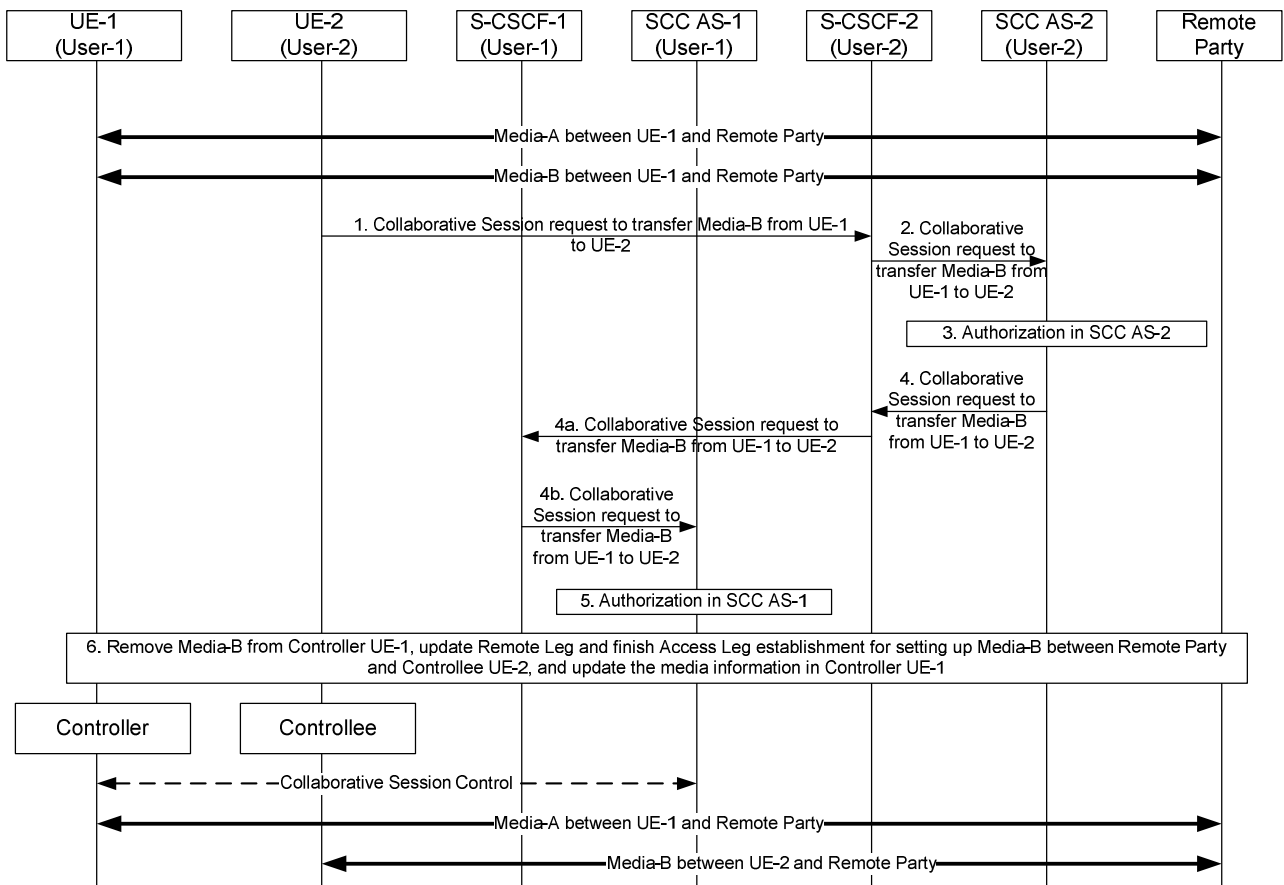 UE-1
(User-1)
UE-2
(User-2)
S-CSCF-1
(User-1)
SCC AS-1
(User-1)
S-CSCF-2
(User-2)
SCC AS-2
(User-2)
Remote
Party
Media-A between UE-1 and Remote Party
Media-B between UE-1 and Remote Party
1. Collaborative Session request to transfer Media-B from UE-1
to UE-2
2. Collaborative
Session request to
transfer Media-B from
UE-1 to UE-2
3. Authorization in SCC AS-2
4. Collaborative
Session request to
transfer Media-B
from UE-1 to UE-2
4a. Collaborative Session request to
transfer Media-B from UE-1 to UE-2
4b. Collaborative
Session request to
transfer Media-B
from UE-1 to UE-2
5. Authorization in SCC AS-1
6. Remove Media-B from Controller UE-1, update Remote Leg and finish Access Leg establishment for setting up Media-B between Remote Party
and Controllee UE-2, and update the media information in Controller UE-1
Controller
Controllee
Collaborative Session Control
Media-A between UE-1 and Remote Party
Media-B between UE-2 and Remote Party